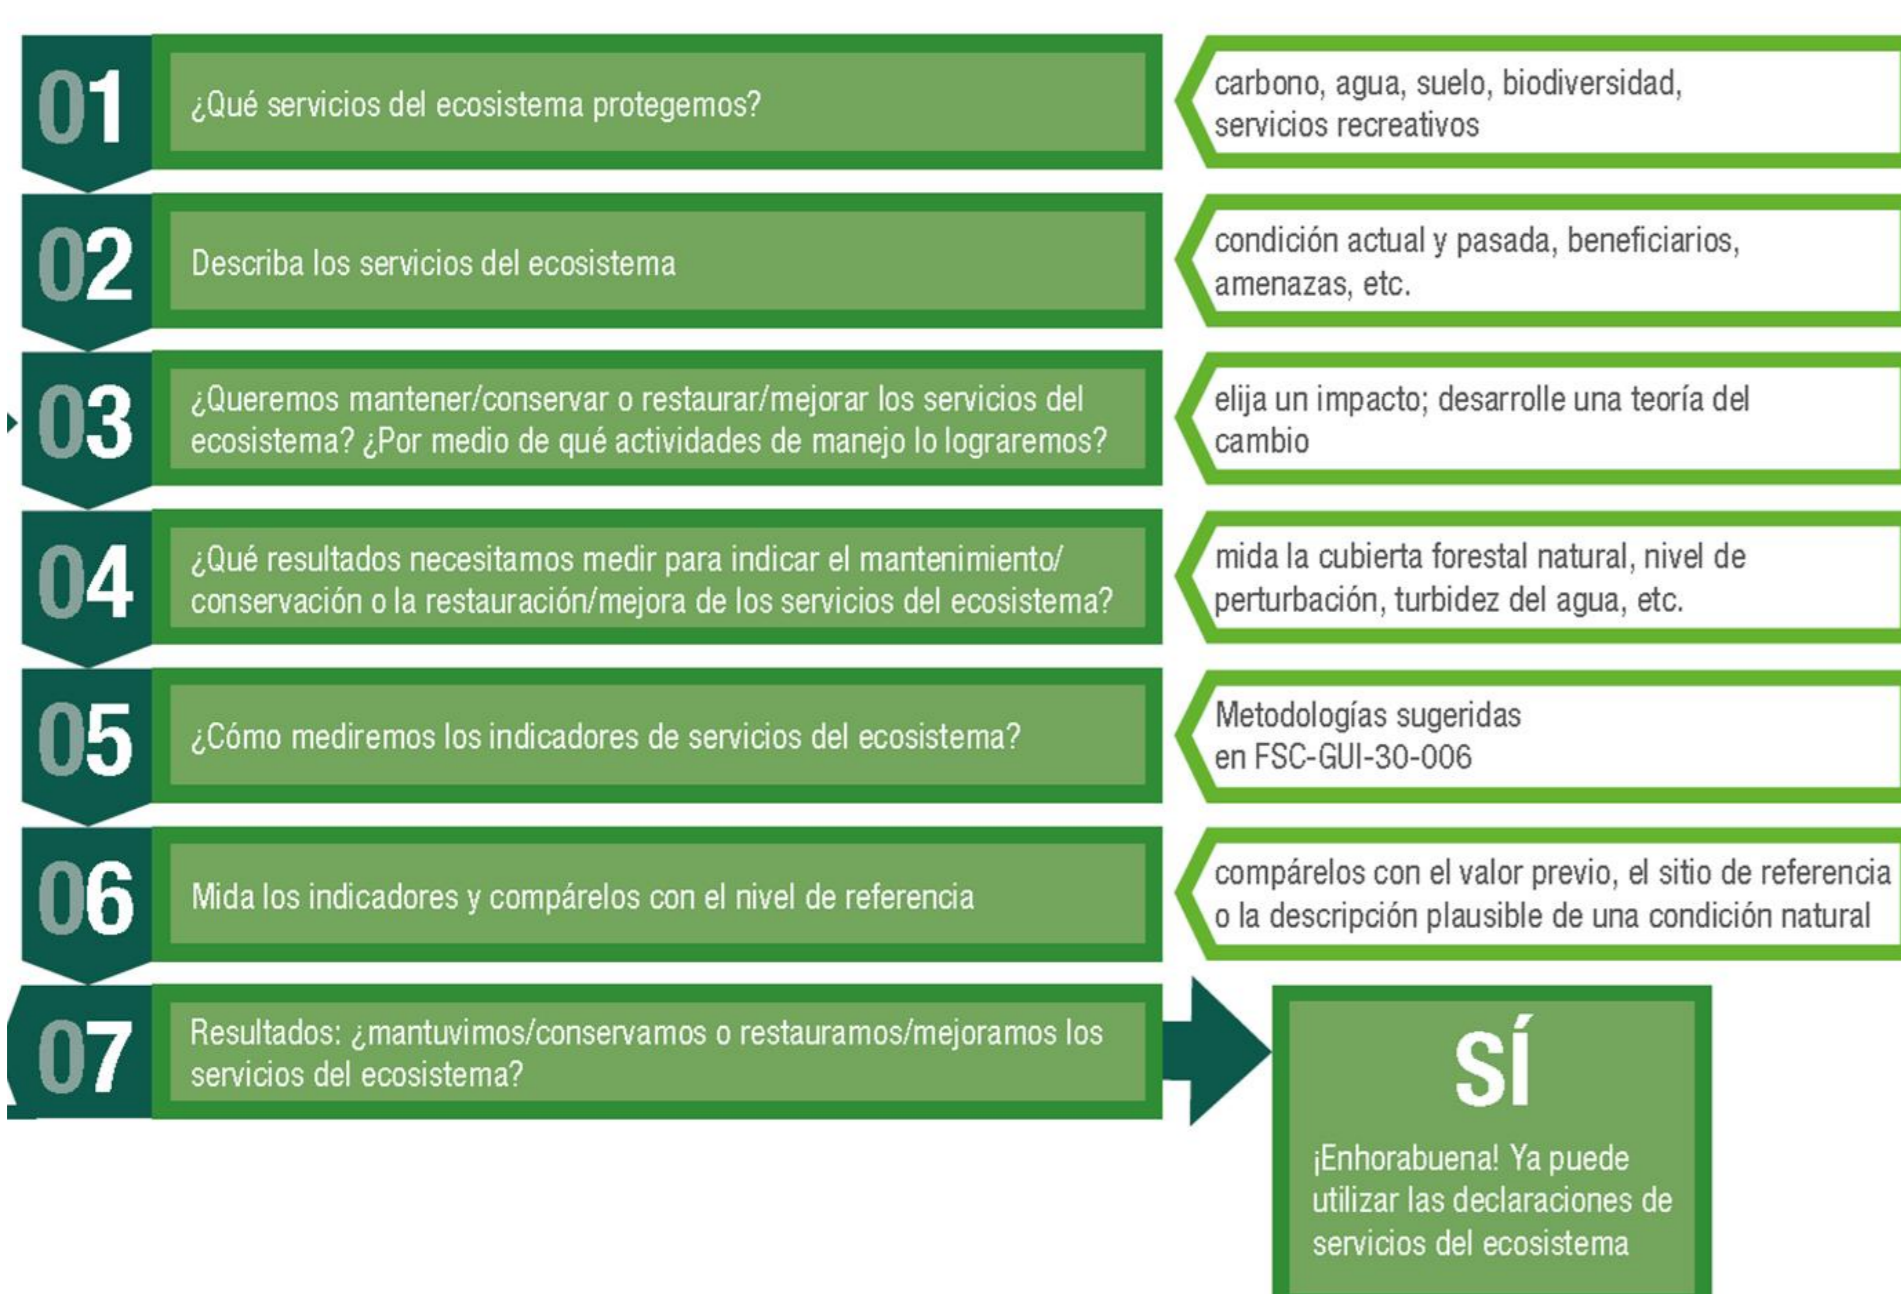 01
¿Qué servicios del ecosistema protegemos?
carbono, agua, suelo, biodiversidad,
servicios recreativos
02
Describa los servicios del ecosistema
condición actual y pasada, beneficiarios,
amenazas, etc.
03
¿Queremos mantener/conservar o restaurar/mejorar los servicios del
ecosistema? ¿Por medio de qué actividades de manejo lo lograremos?
elija un impacto; desarrolle una teoría del
cambio
04
¿Qué resultados necesitamos medir para indicar el mantenimiento/
conservación o la restauración/mejora de los servicios del ecosistema?
mida la cubierta forestal natural, nivel de
perturbación, turbidez del agua, etc.
05
¿Cómo mediremos los indicadores de servicios del ecosistema?
Metodologías sugeridas
en FSC-GUI-30-006
06
Mida los indicadores y compárelos con el nivel de referencia
compárelos con el valor previo, el sitio de referencia
o la descripción plausible de una condición natural
07
Resultados: ¿mantuvimos/conservamos o restauramos/mejoramos los
servicios del ecosistema?
SÍ
¡Enhorabuena! Ya puede
utilizar las declaraciones de
servicios del ecosistema